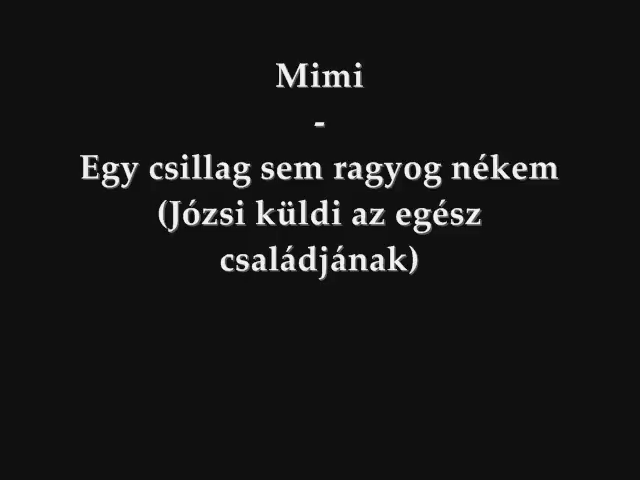 Mimi
-
Egy csillag sem ragyog nékem
(Józsi küldi az egész
családjának)